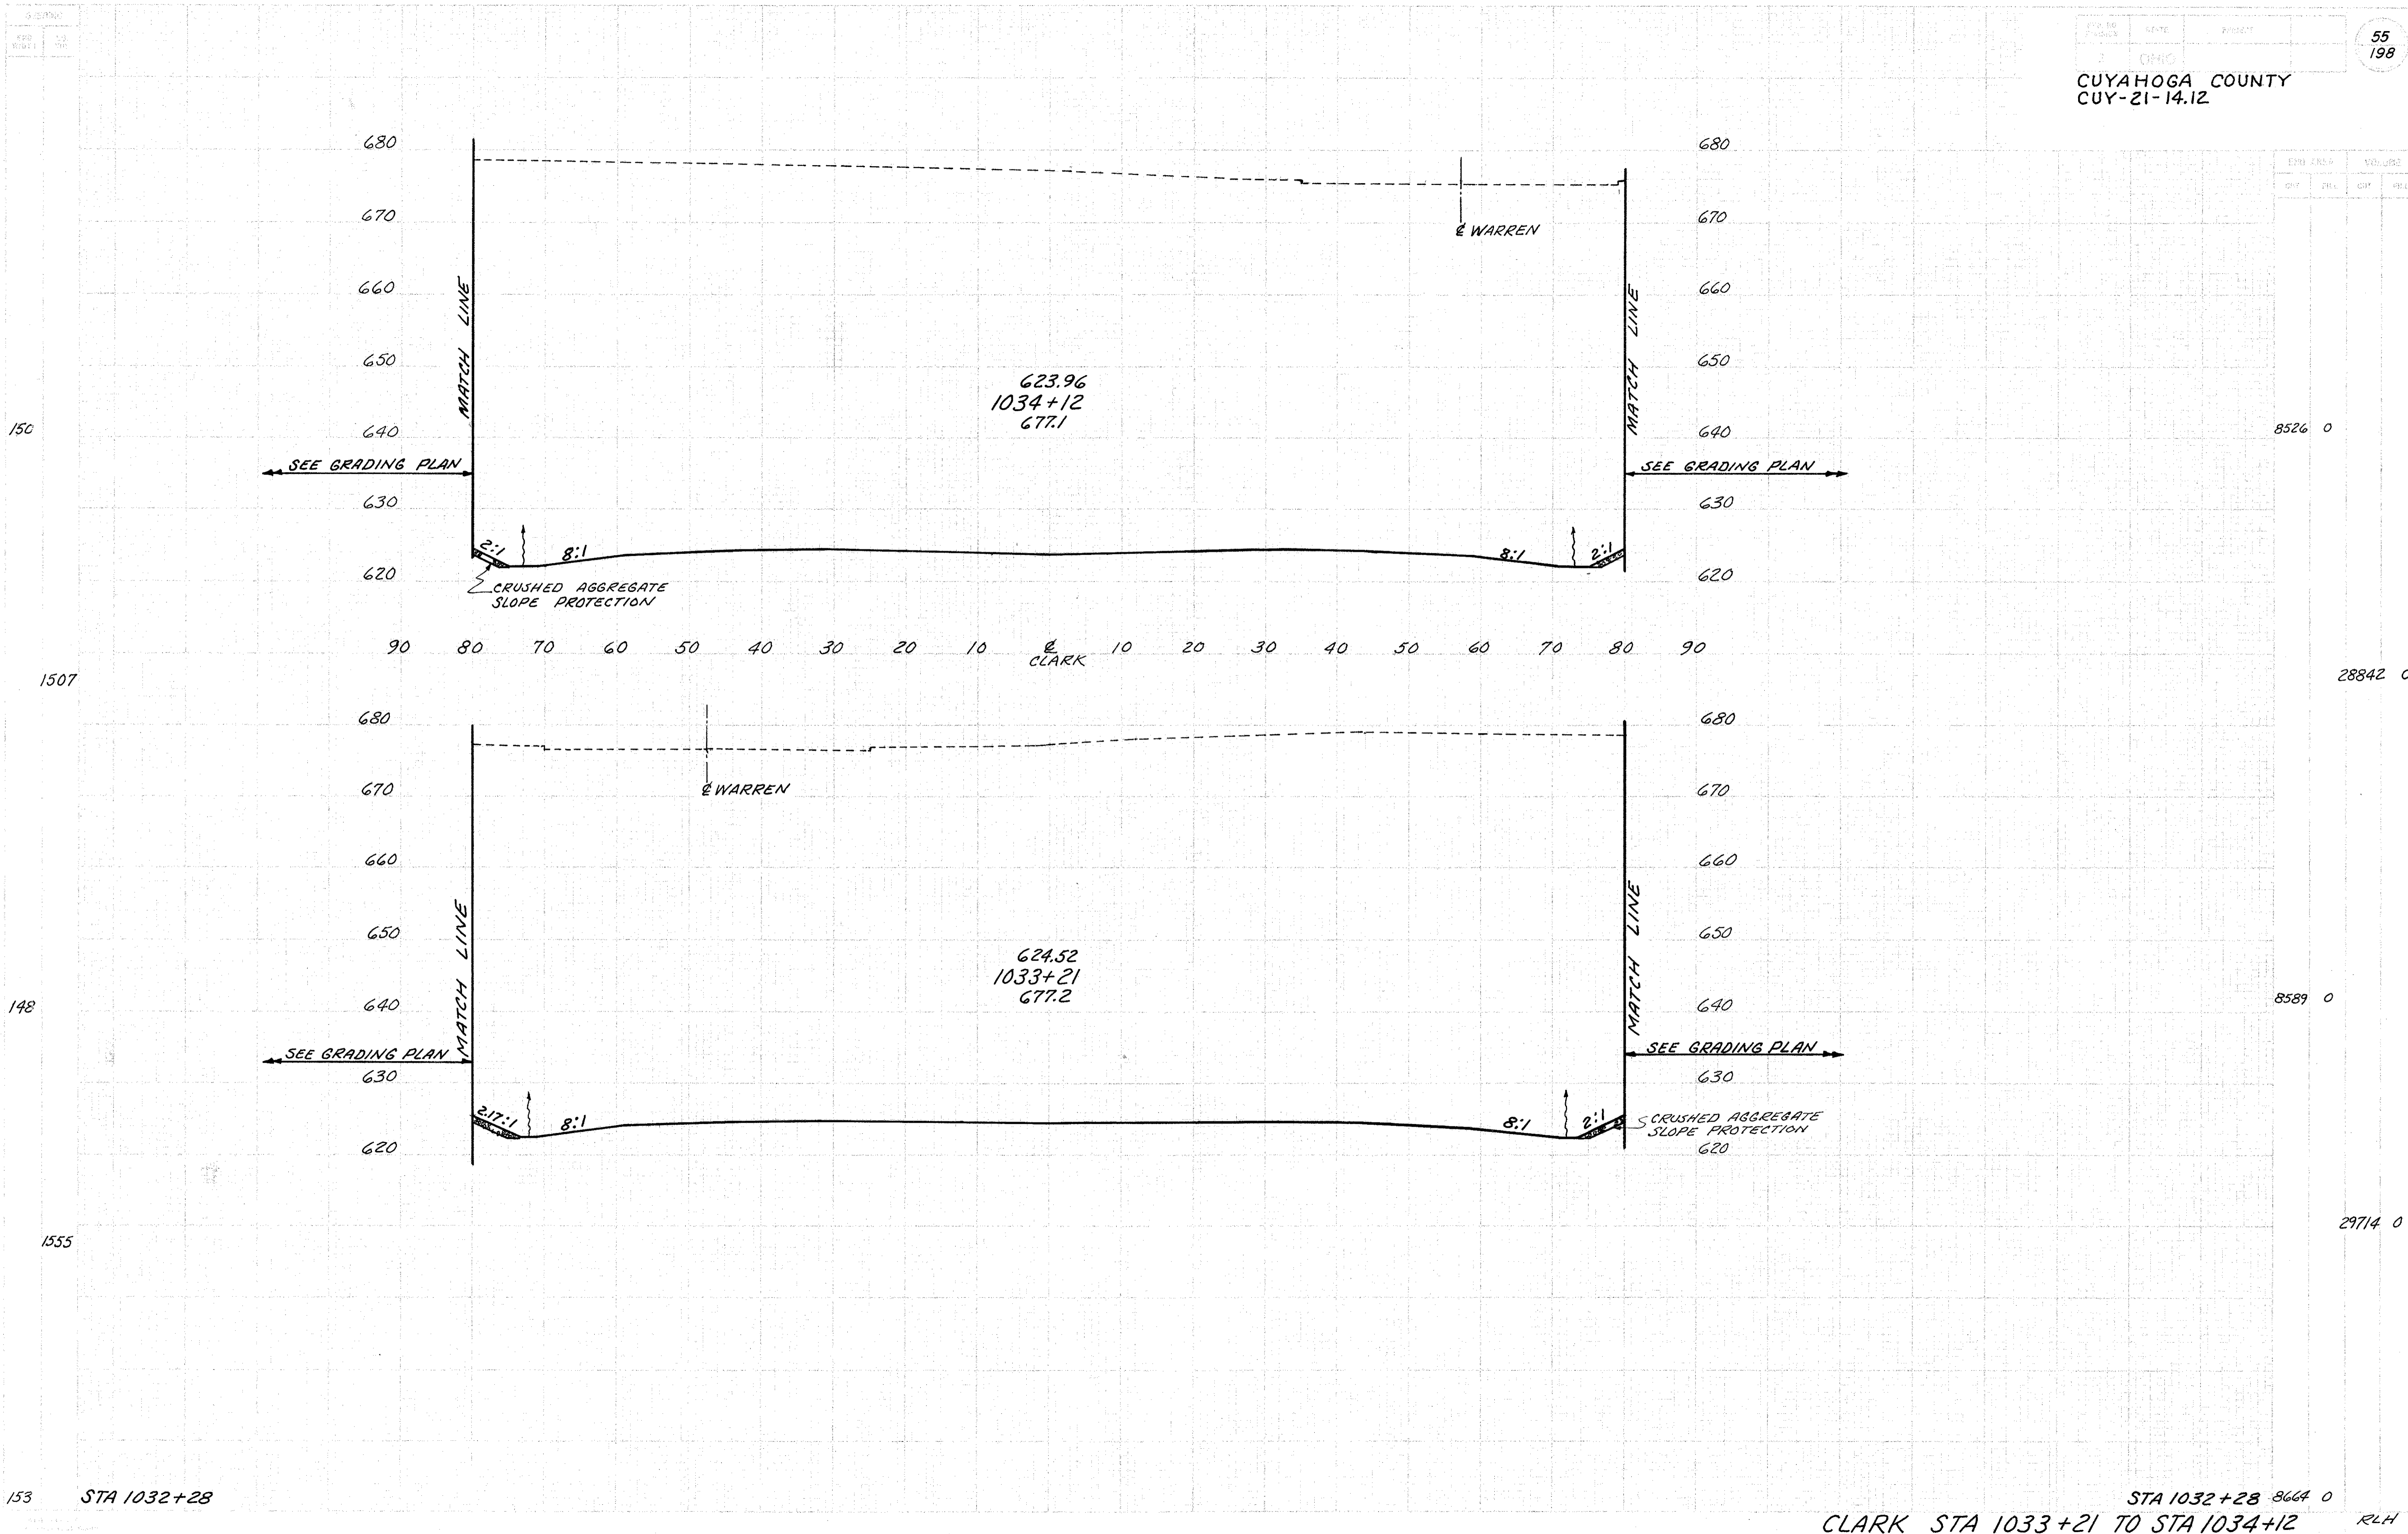 55
198
OHIO
CUYAHOGA COUNTY
CUY-21-14.12
680 680
670 670
℄ WARREN
660 660
MATCH LINE MATCH LINE
650 650
623.96
1034+12
677.1
150 640 640 8526 0
SEE GRADING PLAN SEE GRADING PLAN
630 630
2:1 8:1 8:1 2:1
620 620
CRUSHED AGGREGATE
SLOPE PROTECTION
90 80 70 60 50 40 30 20 10 ℄ 10 20 30 40 50 60 70 80 90
CLARK
1507 28842 0
680 680
670 670
℄ WARREN
660 660
MATCH LINE MATCH LINE
650 650
624.52
1033+21
677.2
148 640 640 8589 0
SEE GRADING PLAN SEE GRADING PLAN
630 630
2.17:1 8:1 8:1 2:1
CRUSHED AGGREGATE
SLOPE PROTECTION
620 620
1555 29714 0
153 STA 1032+28 STA 1032+28 8664 0
CLARK STA 1033+21 TO STA 1034+12 RLH